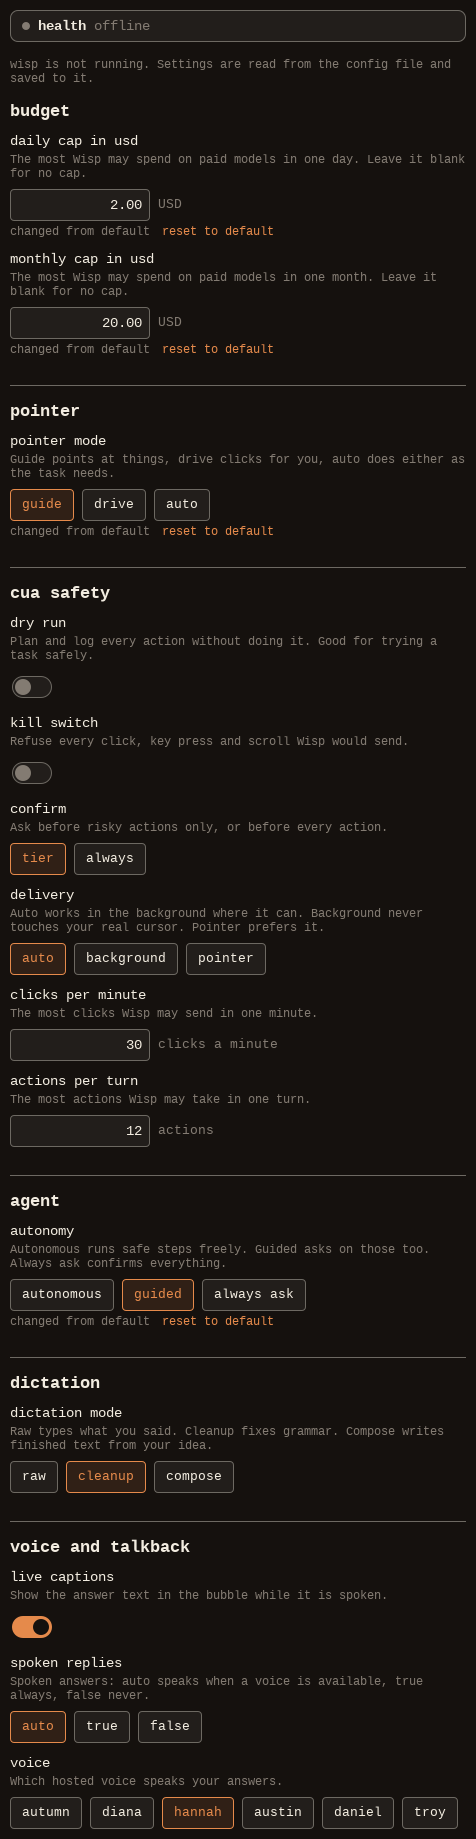 health offline
wisp is not running. Settings are read from the config file and
saved to it.
budget
daily cap in usd
The most Wisp may spend on paid models in one day. Leave it blank
for no cap.
2.00 USD
changed from default reset to default
monthly cap in usd
The most Wisp may spend on paid models in one month. Leave it
blank for no cap.
20.00 USD
changed from default reset to default
pointer
pointer mode
Guide points at things, drive clicks for you, auto does either as
the task needs.
guide drive auto
changed from default reset to default
cua safety
dry run
Plan and log every action without doing it. Good for trying a
task safely.
kill switch
Refuse every click, key press and scroll Wisp would send.
confirm
Ask before risky actions only, or before every action.
tier always
delivery
Auto works in the background where it can. Background never
touches your real cursor. Pointer prefers it.
auto background pointer
clicks per minute
The most clicks Wisp may send in one minute.
30 clicks a minute
actions per turn
The most actions Wisp may take in one turn.
12 actions
agent
autonomy
Autonomous runs safe steps freely. Guided asks on those too.
Always ask confirms everything.
autonomous guided always ask
changed from default reset to default
dictation
dictation mode
Raw types what you said. Cleanup fixes grammar. Compose writes
finished text from your idea.
raw cleanup compose
voice and talkback
live captions
Show the answer text in the bubble while it is spoken.
spoken replies
Spoken answers: auto speaks when a voice is available, true
always, false never.
auto true false
voice
Which hosted voice speaks your answers.
autumn diana hannah austin daniel troy